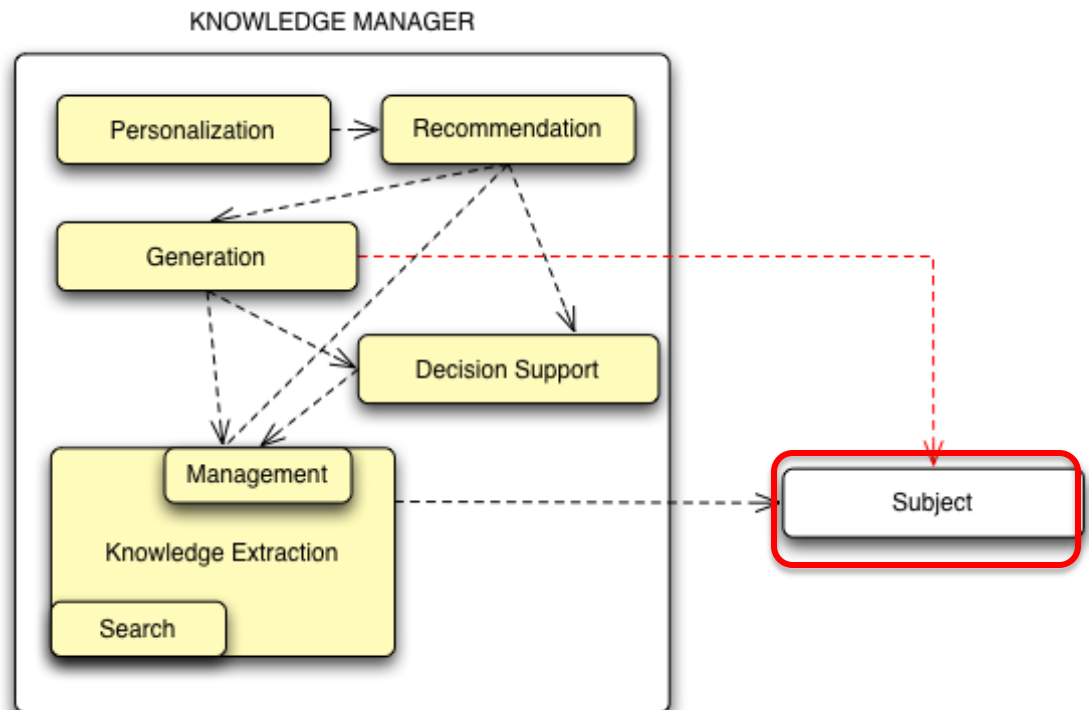 KNOWLEDGE MANAGER
Personalization
Recommendation
Generation
Decision Support
Management
Subject
Knowledge Extraction
Search